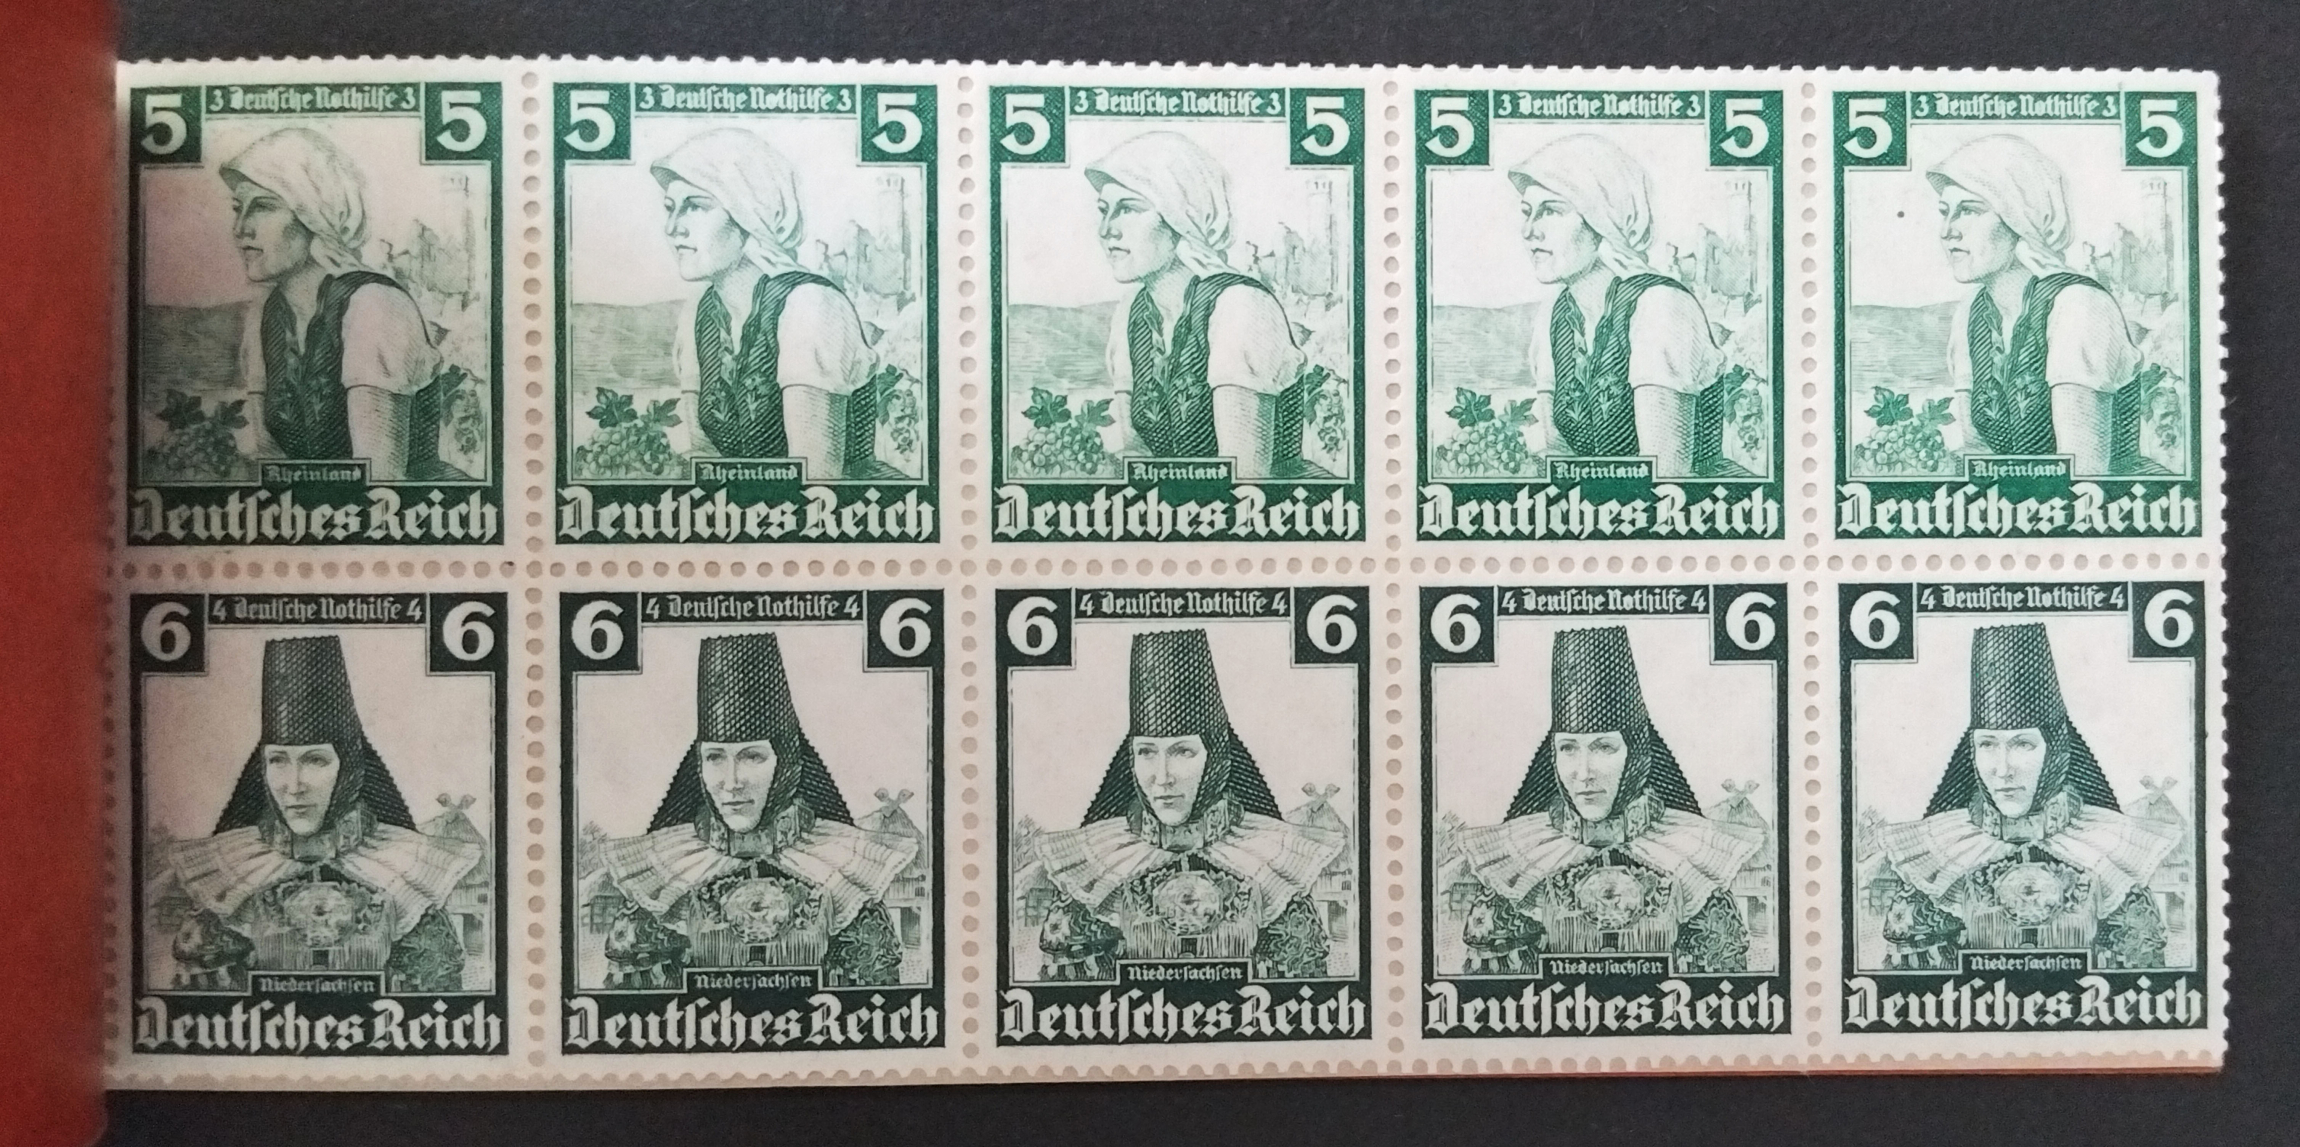 5 3 Deutſche Nothilfe 3 5
Rheinland
Deutſches Reich
5 3 Deutſche Nothilfe 3 5
Rheinland
Deutſches Reich
5 3 Deutſche Nothilfe 3 5
Rheinland
Deutſches Reich
5 3 Deutſche Nothilfe 3 5
Rheinland
Deutſches Reich
5 3 Deutſche Nothilfe 3 5
Rheinland
Deutſches Reich
6 4 Deutſche Nothilfe 4 6
Niederſachſen
Deutſches Reich
6 4 Deutſche Nothilfe 4 6
Niederſachſen
Deutſches Reich
6 4 Deutſche Nothilfe 4 6
Niederſachſen
Deutſches Reich
6 4 Deutſche Nothilfe 4 6
Niederſachſen
Deutſches Reich
6 4 Deutſche Nothilfe 4 6
Niederſachſen
Deutſches Reich